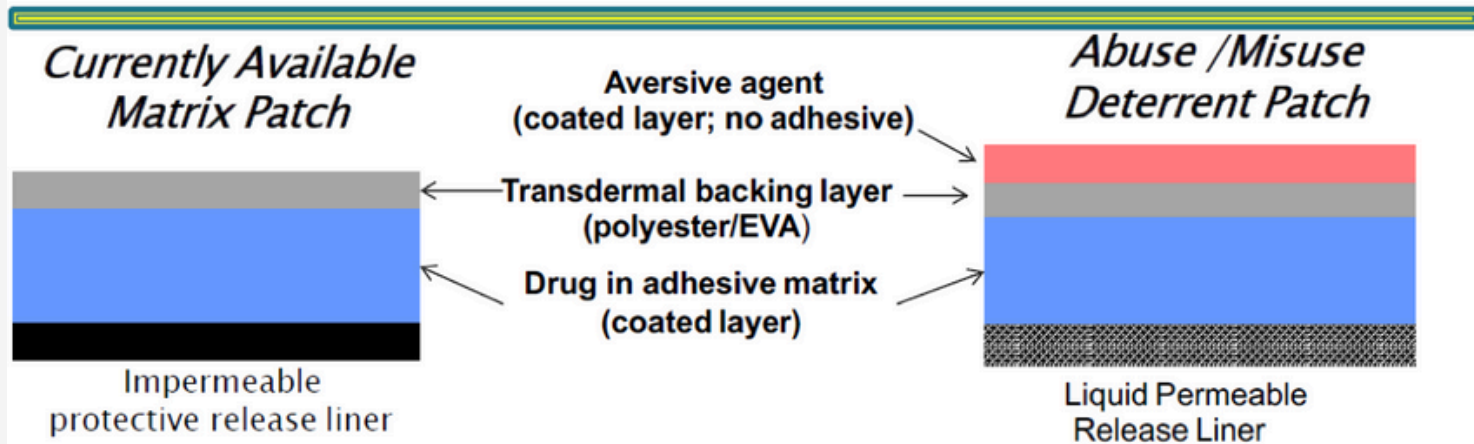 Currently Available
Matrix Patch
Aversive agent
(coated layer; no adhesive)
Abuse /Misuse
Deterrent Patch
Transdermal backing layer
(polyester/EVA)
Drug in adhesive matrix
(coated layer)
Impermeable
protective release liner
Liquid Permeable
Release Liner